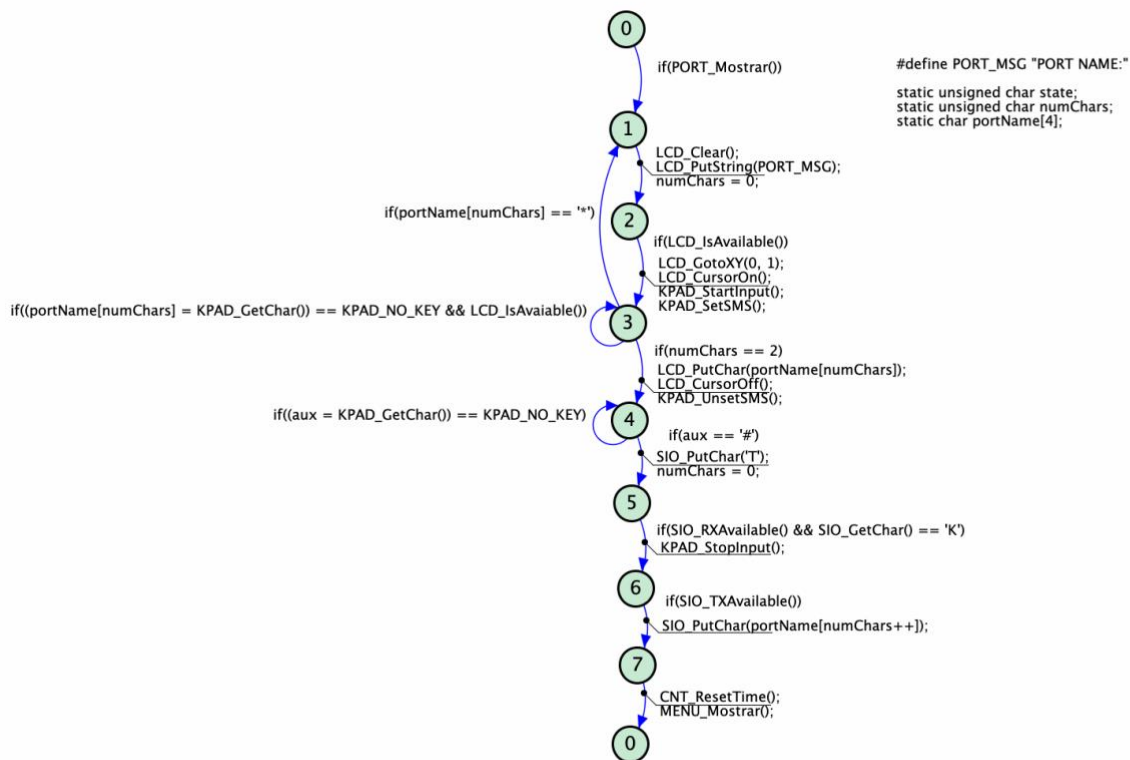 0
if(PORT_Mostrar())
#define PORT_MSG "PORT NAME:"
static unsigned char state;
static unsigned char numChars;
static char portName[4];
1
LCD_Clear();
LCD_PutString(PORT_MSG);
numChars = 0;
if(portName[numChars] == '*')
2
if(LCD_IsAvailable())
LCD_GotoXY(0, 1);
LCD_CursorOn();
KPAD_StartInput();
KPAD_SetSMS();
if((portName[numChars] = KPAD_GetChar()) == KPAD_NO_KEY && LCD_IsAvaiable())
3
if(numChars == 2)
LCD_PutChar(portName[numChars]);
LCD_CursorOff();
KPAD_UnsetSMS();
if((aux = KPAD_GetChar()) == KPAD_NO_KEY)
4
if(aux == '#')
SIO_PutChar('T');
numChars = 0;
5
if(SIO_RXAvailable() && SIO_GetChar() == 'K')
KPAD_StopInput();
6
if(SIO_TXAvailable())
SIO_PutChar(portName[numChars++]);
7
CNT_ResetTime();
MENU_Mostrar();
0